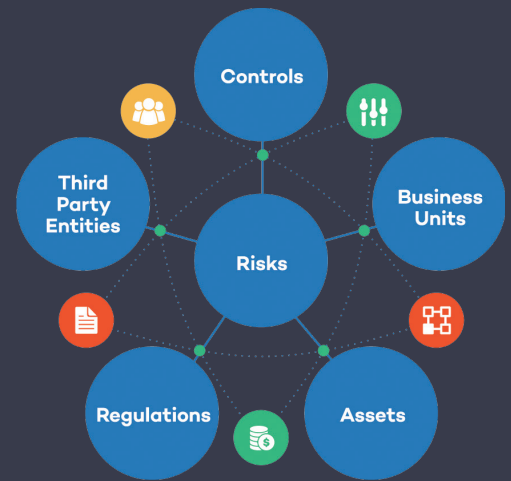 Controls
Third
Party
Entities
Business
Units
Risks
Regulations
Assets